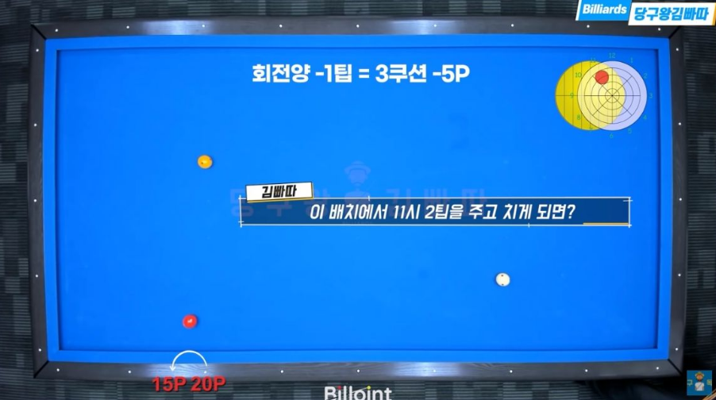 Billiards 당구왕김빠따
회전양 -1팁 = 3쿠션 -5P
김빠따
이 배치에서 11시 2팁을 주고 치게 되면?
15P 20P
Billoint